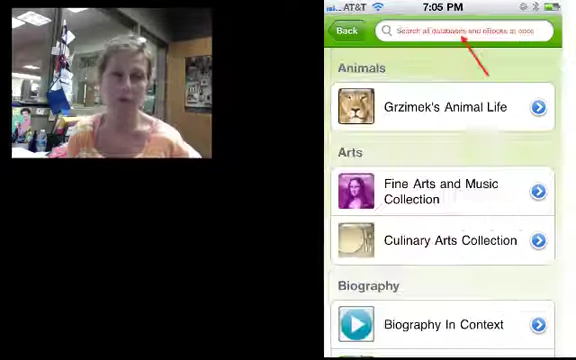 AT&T 7:05 PM
Back
Search all databases and eBooks at once
Animals
Grzimek's Animal Life
Arts
Fine Arts and Music
Collection
Culinary Arts Collection
Biography
Biography In Context